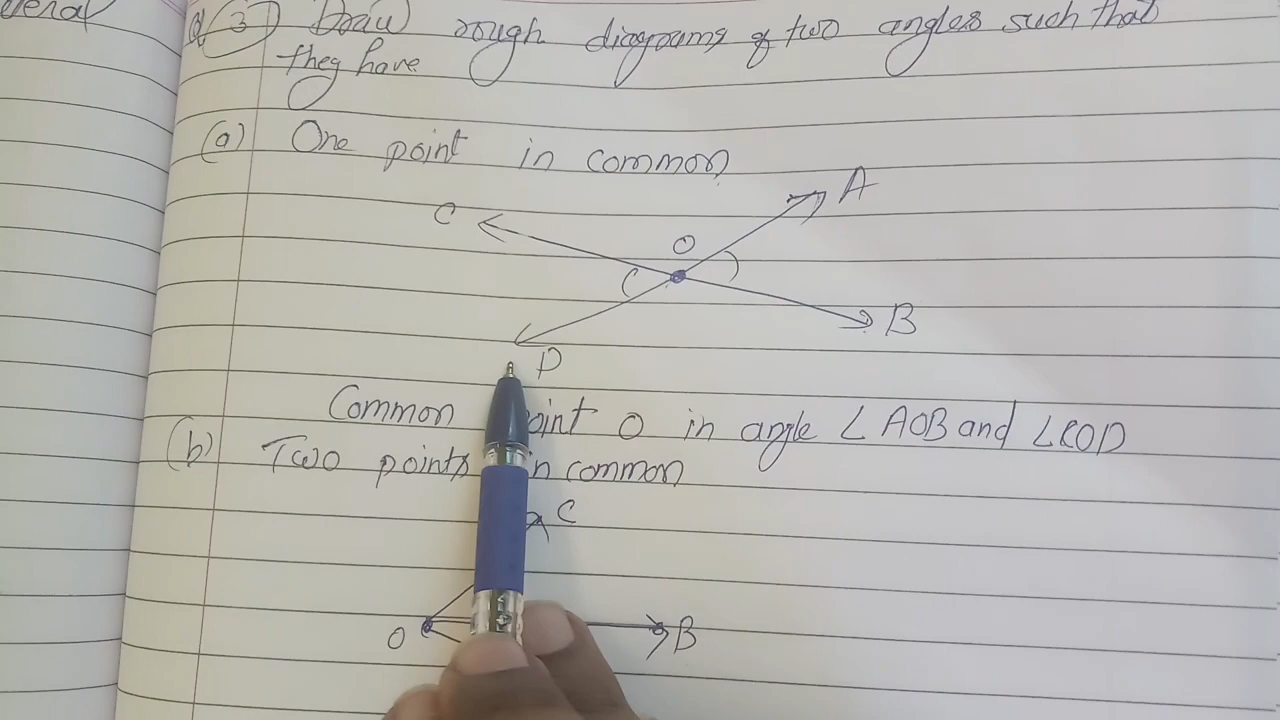 Q 3 Draw rough diagrams of two angles such that
they have
(a) One point in common
A
C
O
B
D
Common point O in angle ∠AOB and ∠COD
(b) Two points in common
C
O
B